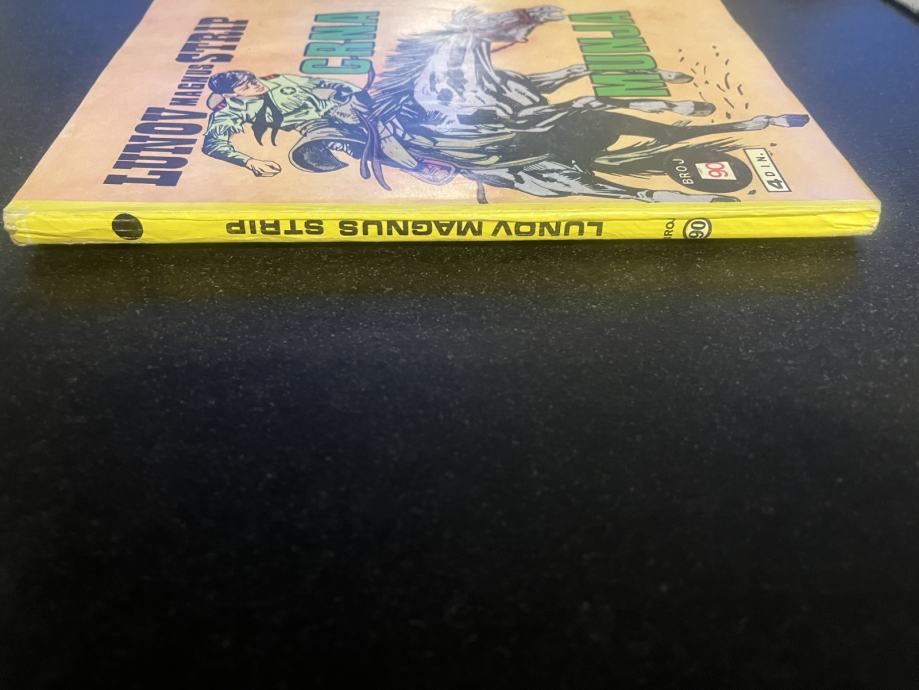 LUNOV
MAGNUS
STRIP
CRNA
MUNJA
BROJ
90
4 DIN.
LUNOV MAGNUS STRIP
BROJ
90